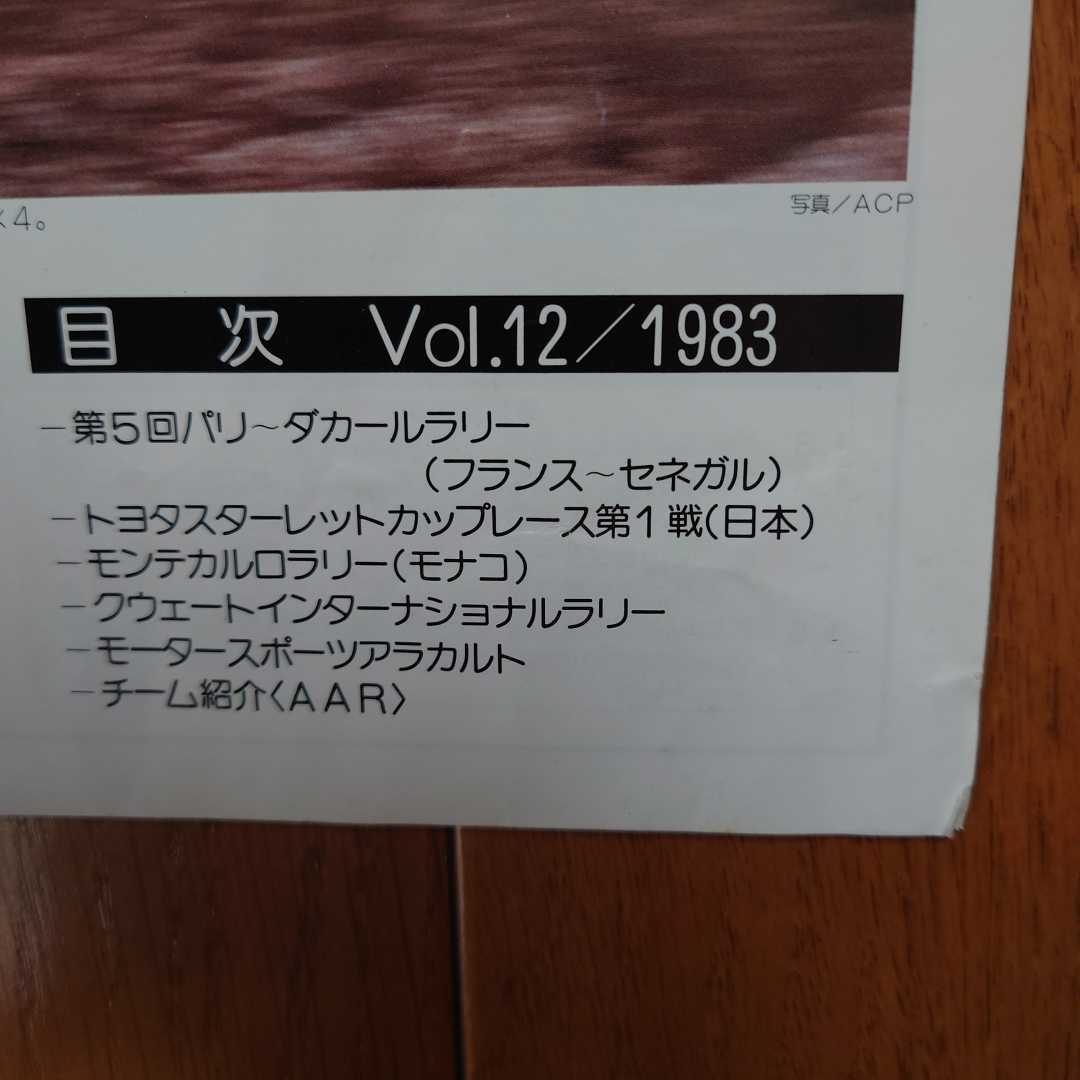 ×4。
写真/ACP
目 次 Vol.12/1983
-第5回パリ～ダカールラリー
(フランス～セネガル)
-トヨタスターレットカップレース第1戦(日本)
-モンテカルロラリー(モナコ)
-クウェートインターナショナルラリー
-モータースポーツアラカルト
-チーム紹介〈AAR〉